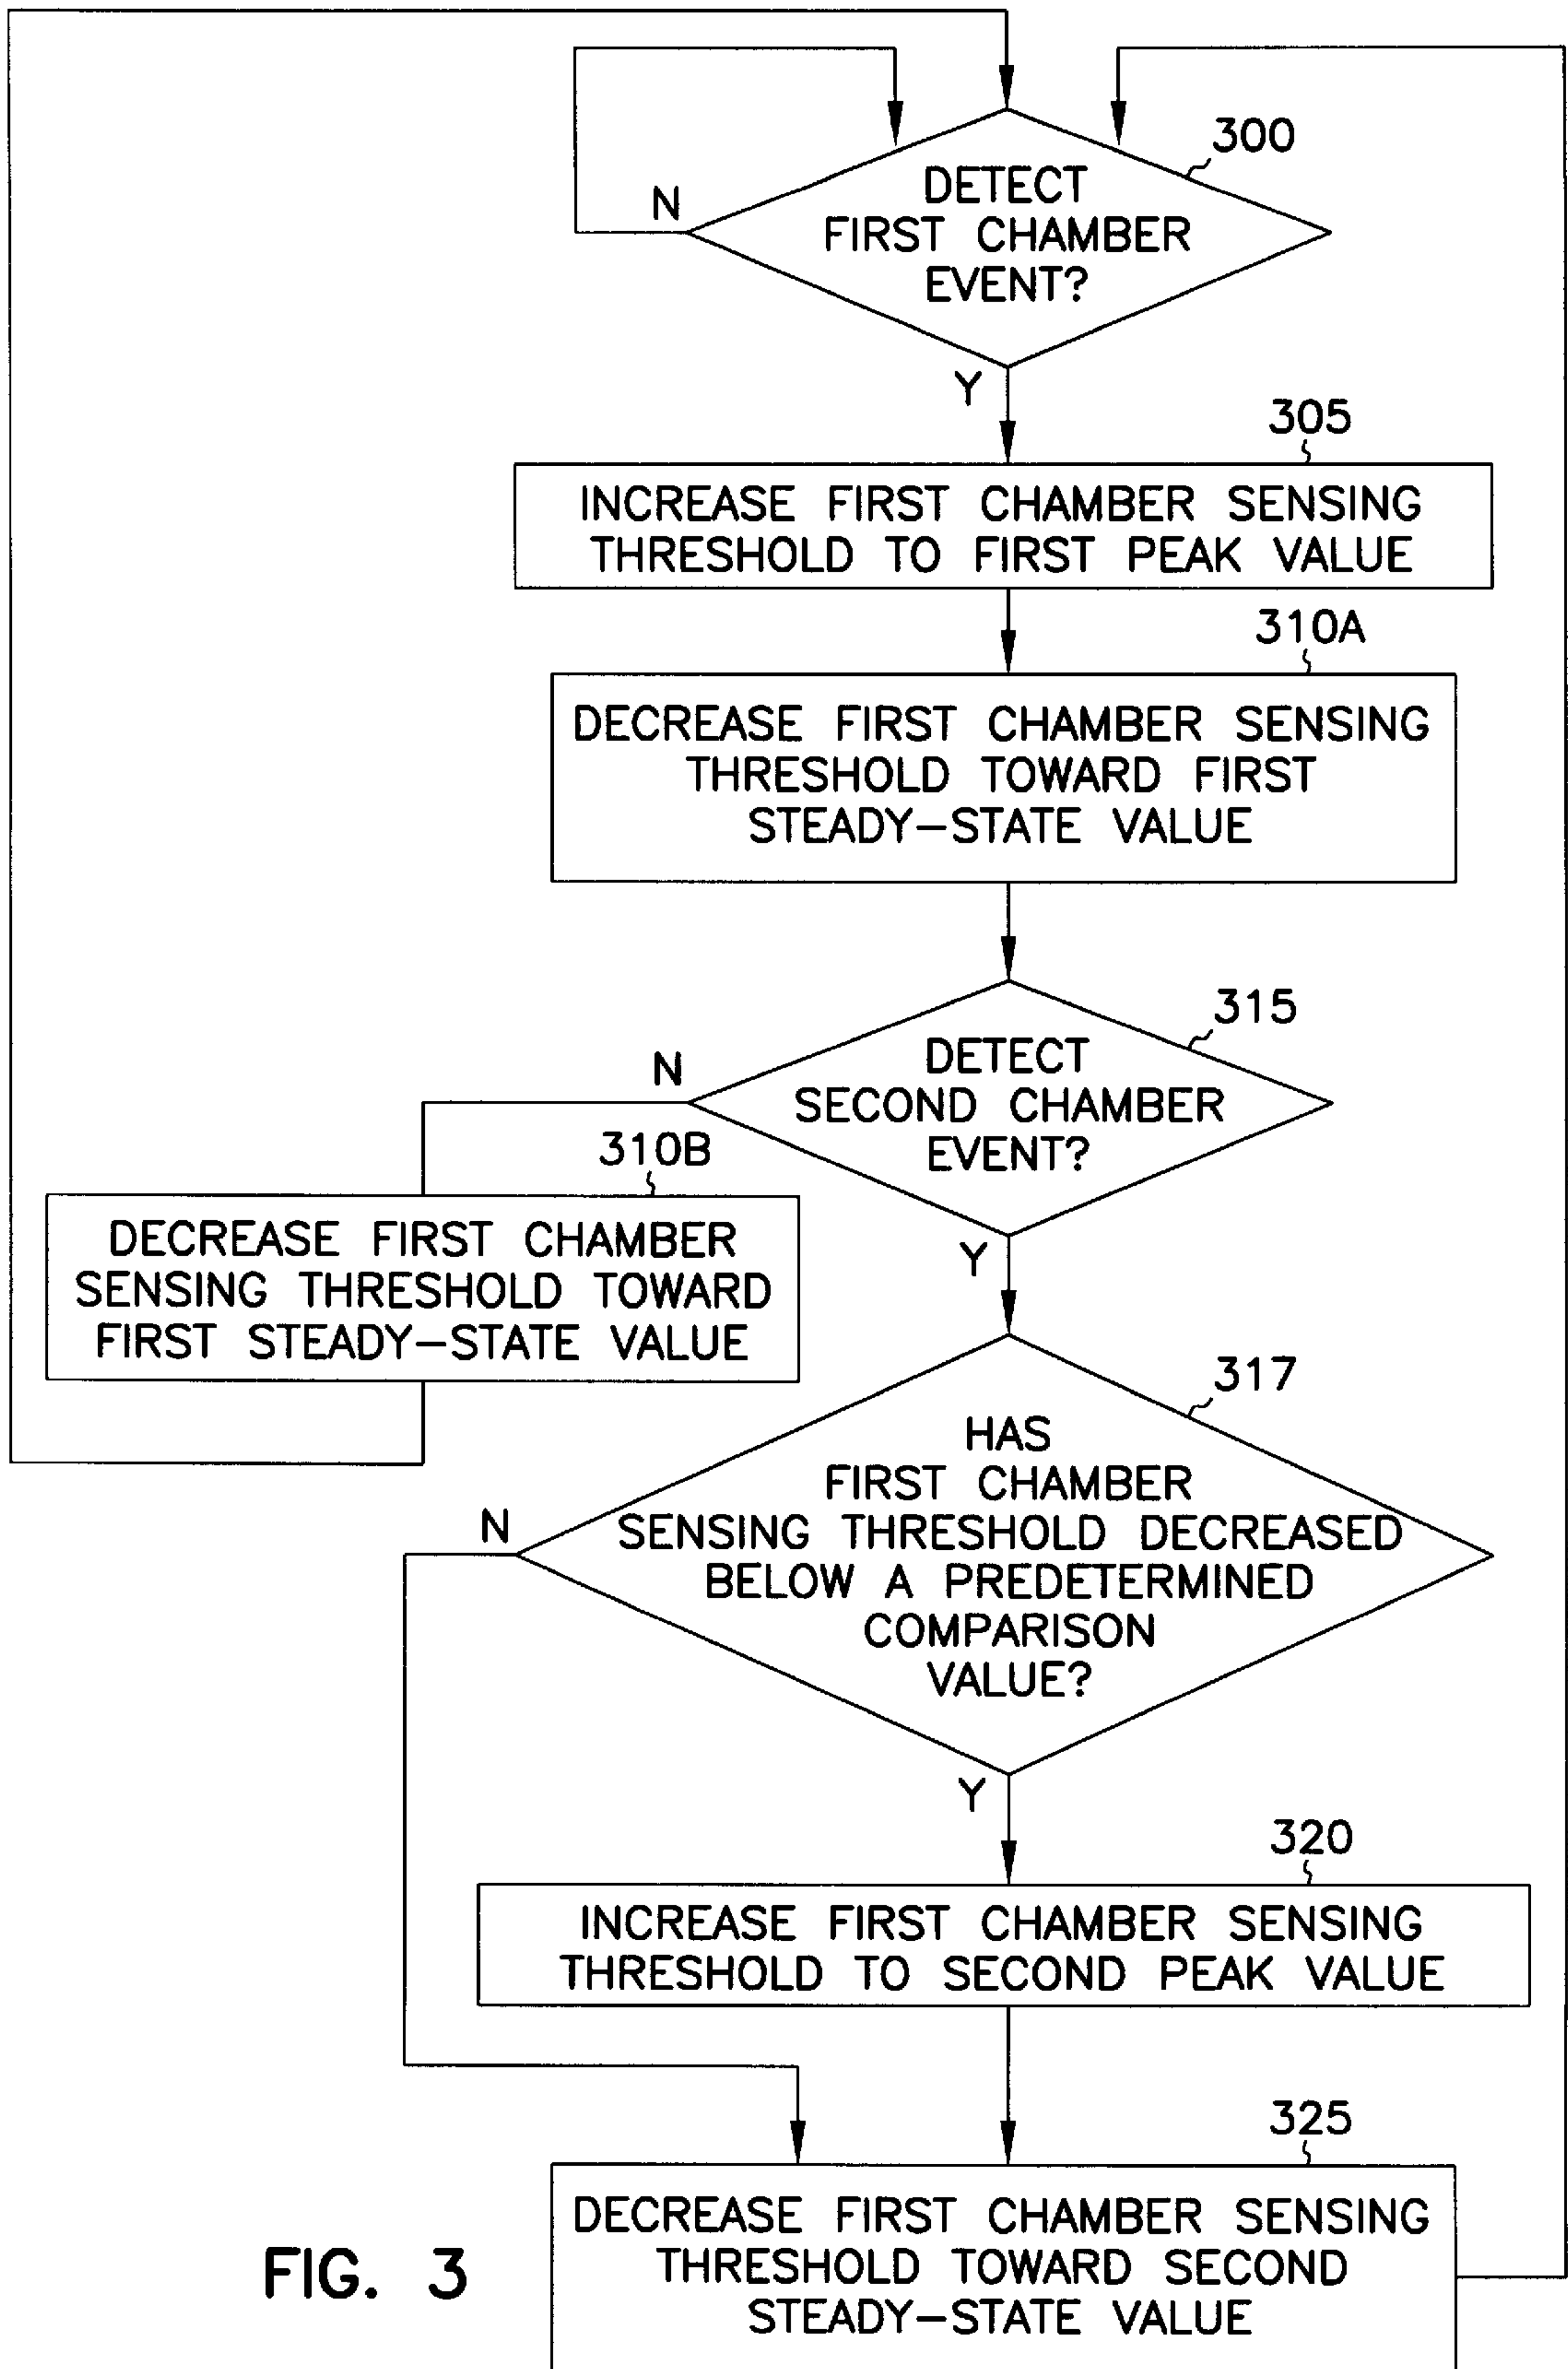 300
DETECT
FIRST CHAMBER
EVENT?
N
Y
305
INCREASE FIRST CHAMBER SENSING
THRESHOLD TO FIRST PEAK VALUE
310A
DECREASE FIRST CHAMBER SENSING
THRESHOLD TOWARD FIRST
STEADY-STATE VALUE
315
DETECT
SECOND CHAMBER
EVENT?
N
Y
310B
DECREASE FIRST CHAMBER
SENSING THRESHOLD TOWARD
FIRST STEADY-STATE VALUE
317
HAS
FIRST CHAMBER
SENSING THRESHOLD DECREASED
BELOW A PREDETERMINED
COMPARISON
VALUE?
N
Y
320
INCREASE FIRST CHAMBER SENSING
THRESHOLD TO SECOND PEAK VALUE
325
DECREASE FIRST CHAMBER SENSING
THRESHOLD TOWARD SECOND
STEADY-STATE VALUE
FIG. 3